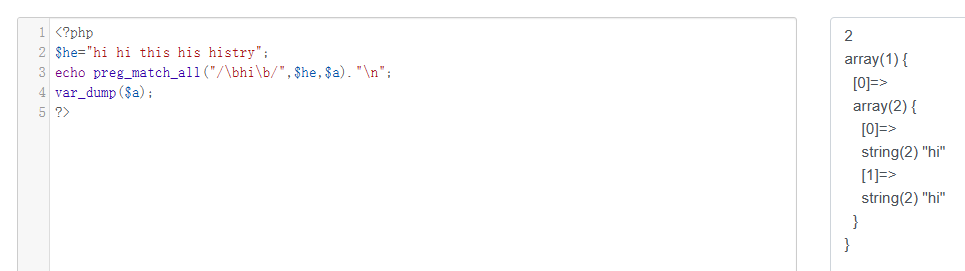 1 <?php
2 $he="hi hi this his histry";
3 echo preg_match_all("/\bhi\b/",$he,$a)."\n";
4 var_dump($a);
5 ?>
2
array(1) {
[0]=>
array(2) {
[0]=>
string(2) "hi"
[1]=>
string(2) "hi"
}
}